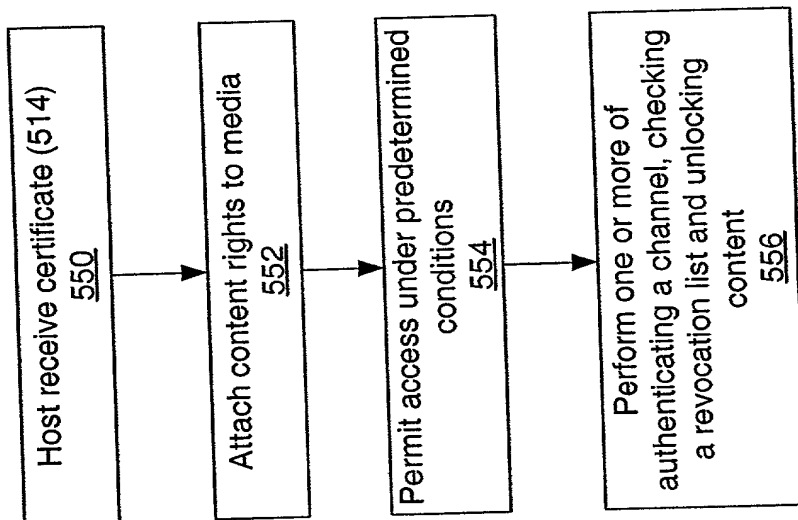 Host receive certificate (514)
550
Attach content rights to media
552
Permit access under predetermined
conditions
554
Perform one or more of
authenticating a channel, checking
a revocation list and unlocking
content
556